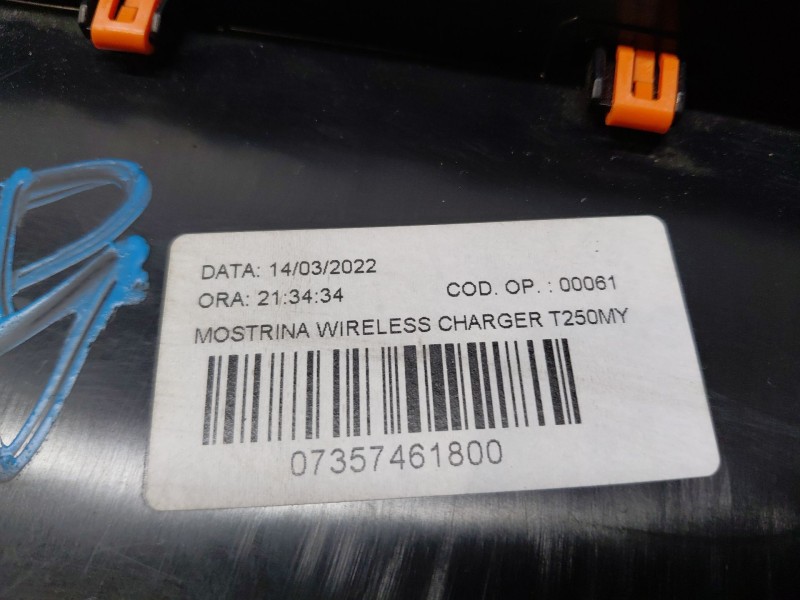 DATA: 14/03/2022
ORA: 21:34:34 COD. OP. : 00061
MOSTRINA WIRELESS CHARGER T250MY
07357461800